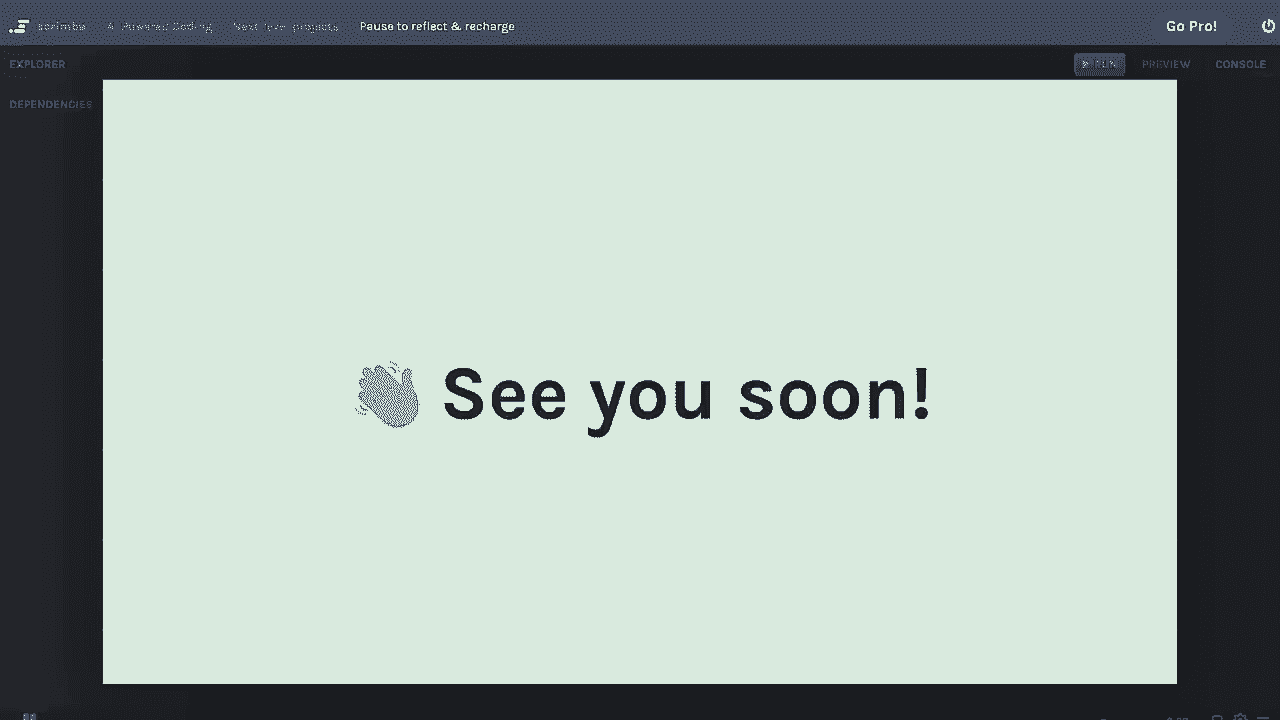 scrimba AI-Powered Coding Next-level projects Pause to reflect & recharge Go Pro!
EXPLORER RUN PREVIEW CONSOLE
DEPENDENCIES
👋 See you soon!